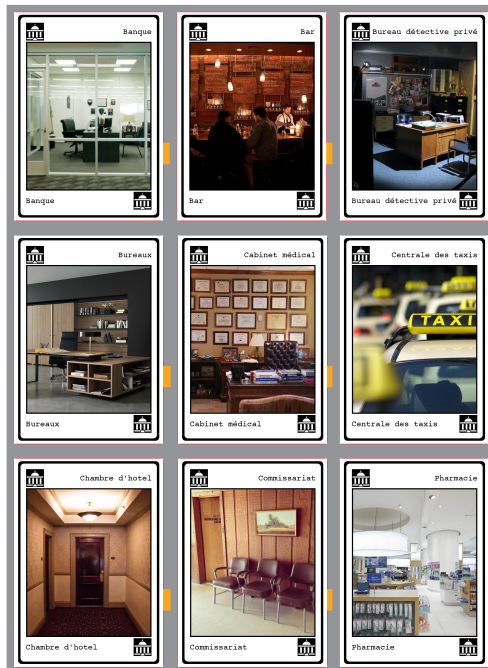 Banque
Bar
Bureau détective privé
Banque
Bar
Bureau détective privé
Bureaux
Cabinet médical
Centrale des taxis
TAXI
Bureaux
Cabinet médical
Centrale des taxis
Chambre d'hotel
Commissariat
Pharmacie
Chambre d'hotel
Commissariat
Pharmacie